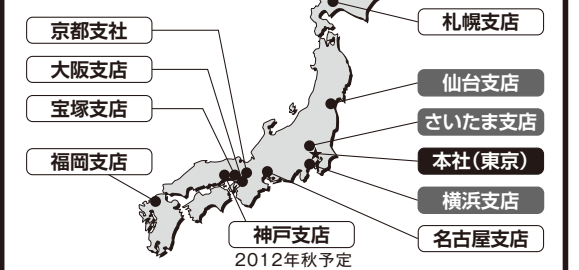 京都支社
大阪支店
宝塚支店
福岡支店
札幌支店
仙台支店
さいたま支店
本社(東京)
横浜支店
名古屋支店
神戸支店
2012年秋予定